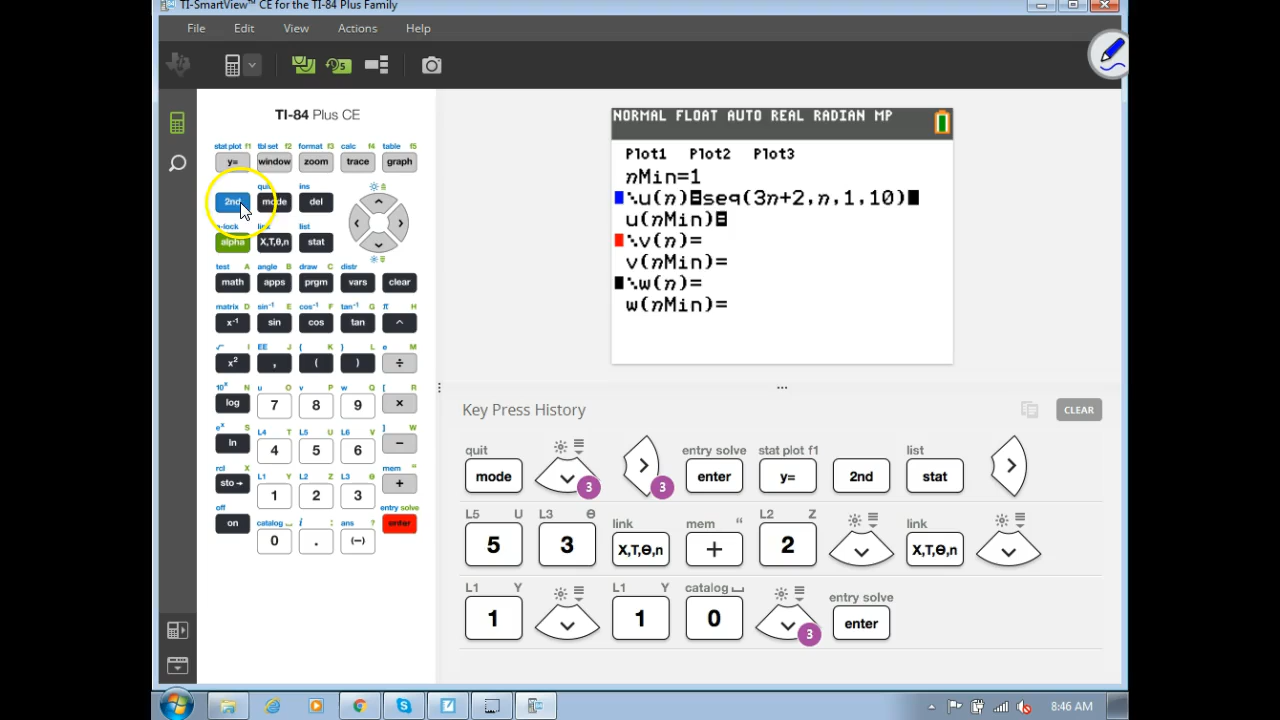 TI-SmartView™ CE for the TI-84 Plus Family
File Edit View Actions Help
TI-84 Plus CE
stat plot f1 tbl set f2 format f3 calc f4 table f5
y= window zoom trace graph
quit ins
2nd mode del
link list
alpha X,T,θ,n stat
test A angle B draw C distr
math apps prgm vars clear
matrix D sin⁻¹ E cos⁻¹ F tan⁻¹ G π H
x⁻¹ sin cos tan ^
√ I EE J { K } L e M
x² , ( ) ÷
10ˣ N u O v P w Q [ R
log 7 8 9 ×
eˣ S L4 T L5 U L6 V ] W
ln 4 5 6 −
rcl X L1 Y L2 Z L3 θ mem "
sto→ 1 2 3 +
off catalog i : ans ? entry solve
on 0 . (−) enter
NORMAL FLOAT AUTO REAL RADIAN MP
Plot1 Plot2 Plot3
nMin=1
u(n)=seq(3n+2,n,1,10)
u(nMin)=
v(n)=
v(nMin)=
w(n)=
w(nMin)=
Key Press History
CLEAR
quit entry solve stat plot f1 list
mode 3 3 enter y= 2nd stat
L5 U L3 θ link mem " L2 Z link
5 3 X,T,θ,n + 2 X,T,θ,n
L1 Y L1 Y catalog entry solve
1 1 0 3 enter
8:46 AM